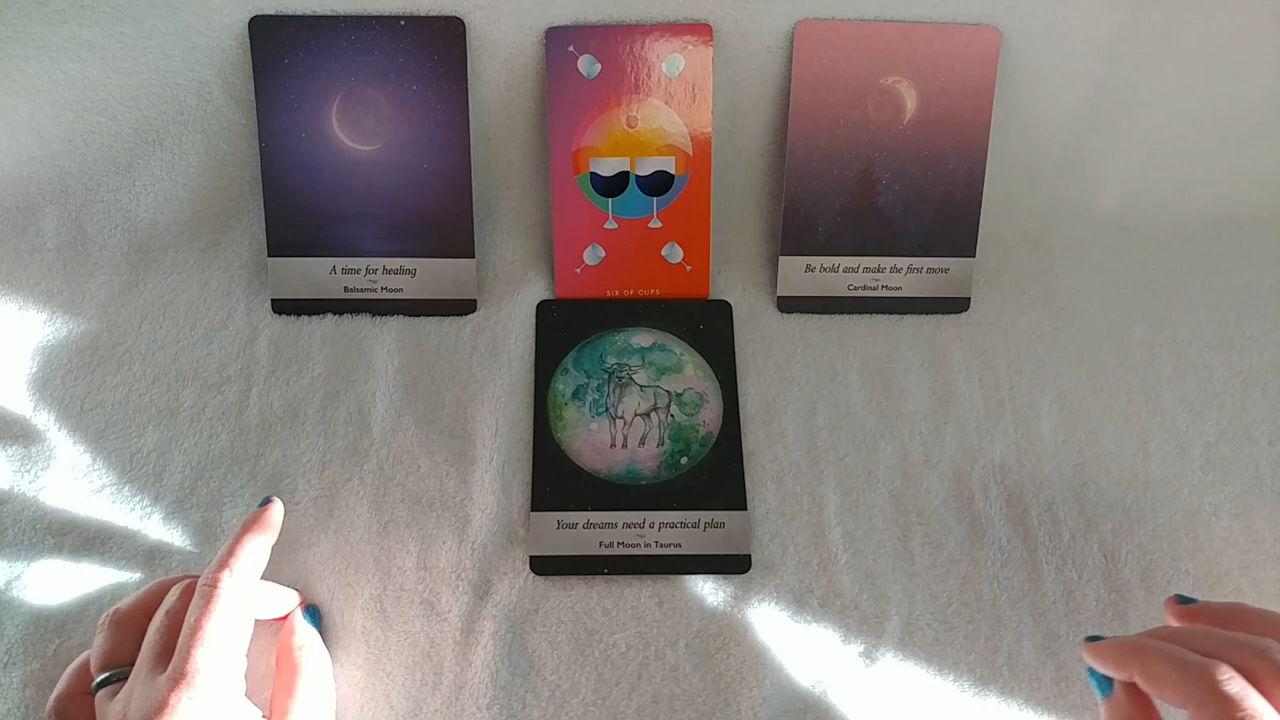 A time for healing
Balsamic Moon
SIX OF CUPS
Be bold and make the first move
Cardinal Moon
Your dreams need a practical plan
Full Moon in Taurus